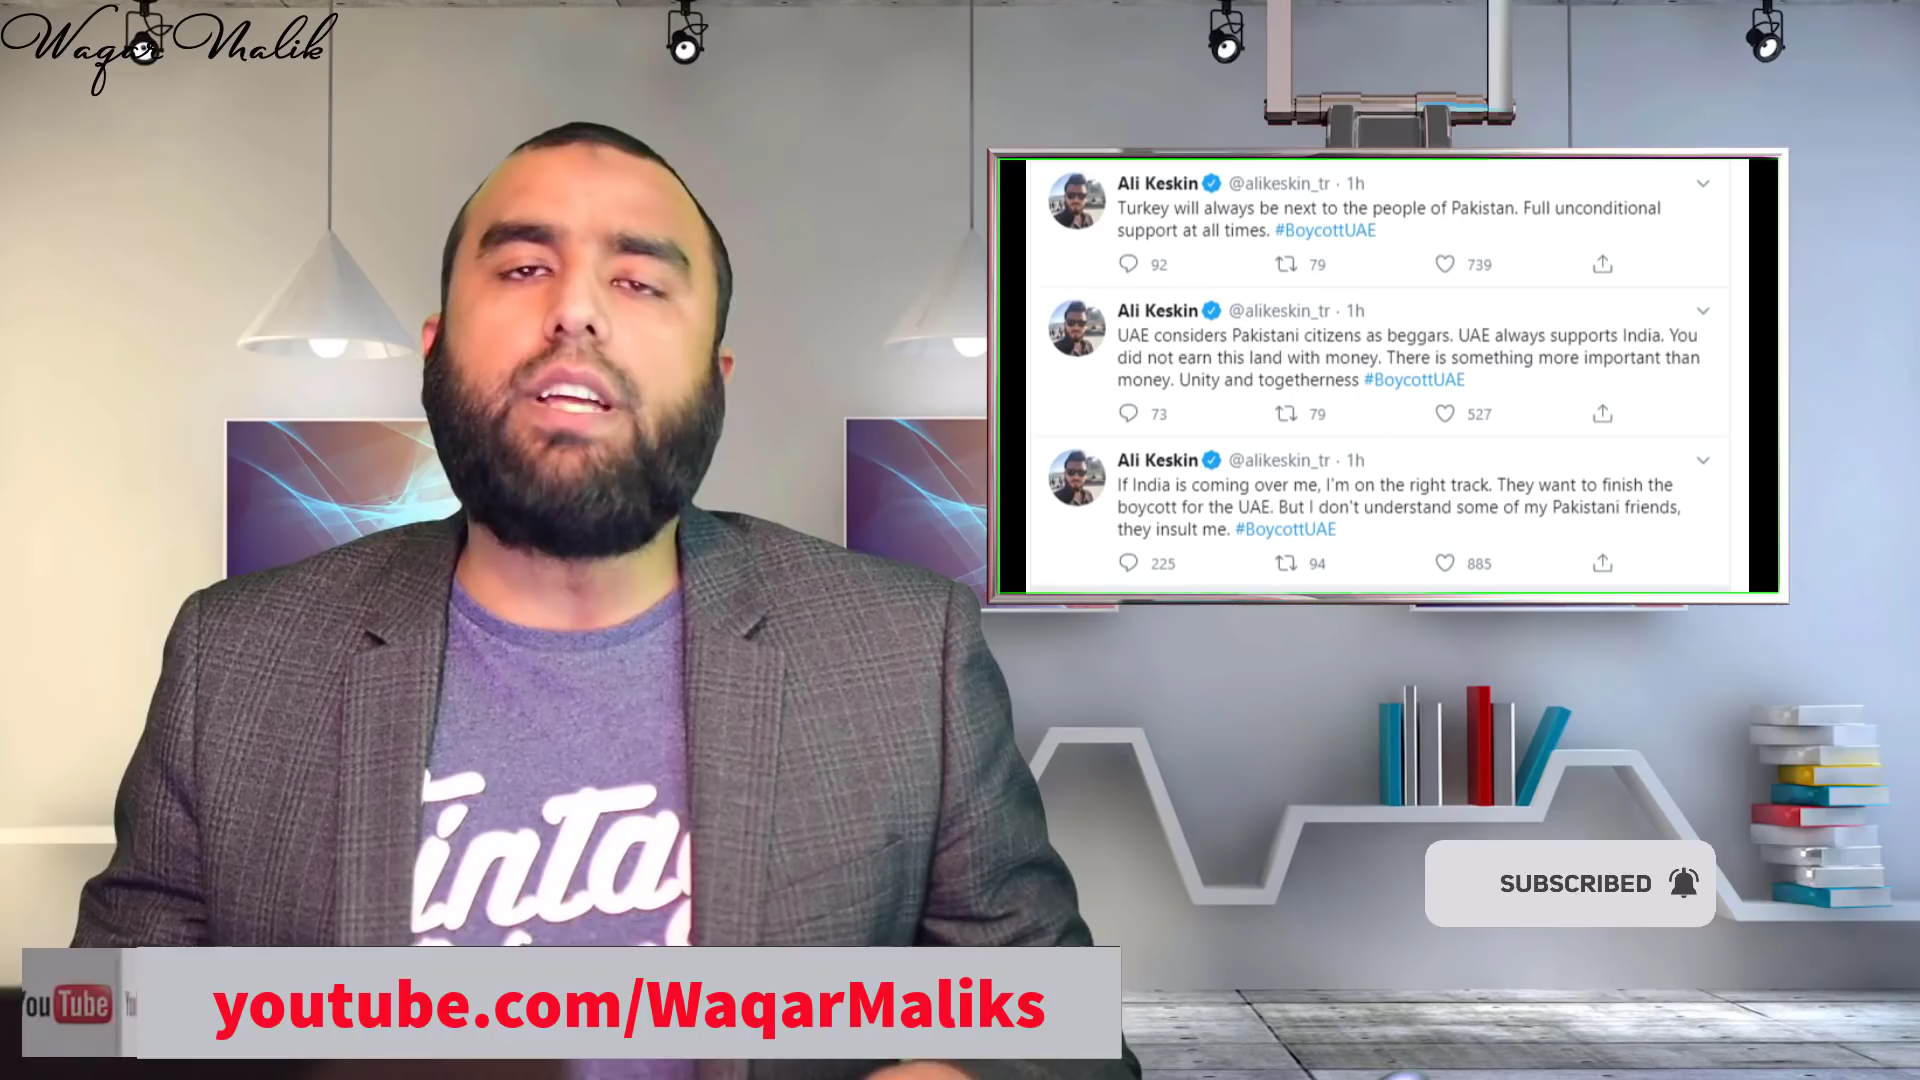 Waqar Malik
Ali Keskin @alikeskin_tr · 1h
Turkey will always be next to the people of Pakistan. Full unconditional
support at all times. #BoycottUAE
92 79 739
Ali Keskin @alikeskin_tr · 1h
UAE considers Pakistani citizens as beggars. UAE always supports India. You
did not earn this land with money. There is something more important than
money. Unity and togetherness #BoycottUAE
73 79 527
Ali Keskin @alikeskin_tr · 1h
If India is coming over me, I'm on the right track. They want to finish the
boycott for the UAE. But I don't understand some of my Pakistani friends,
they insult me. #BoycottUAE
225 94 885
intag
SUBSCRIBED
ouTube
youtube.com/WaqarMaliks